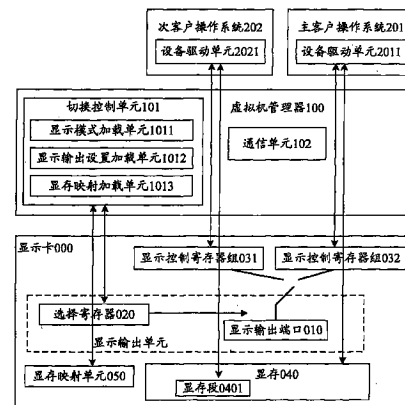 次客户操作系统202
设备驱动单元2021
主客户操作系统201
设备驱动单元2011
切换控制单元101
显示模式加载单元1011
显示输出设置加载单元1012
显存映射加载单元1013
虚拟机管理器100
通信单元102
显示卡000
显示控制寄存器组031
显示控制寄存器组032
选择寄存器020
显示输出端口010
显示输出单元
显存映射单元050
显存040
显存段0401